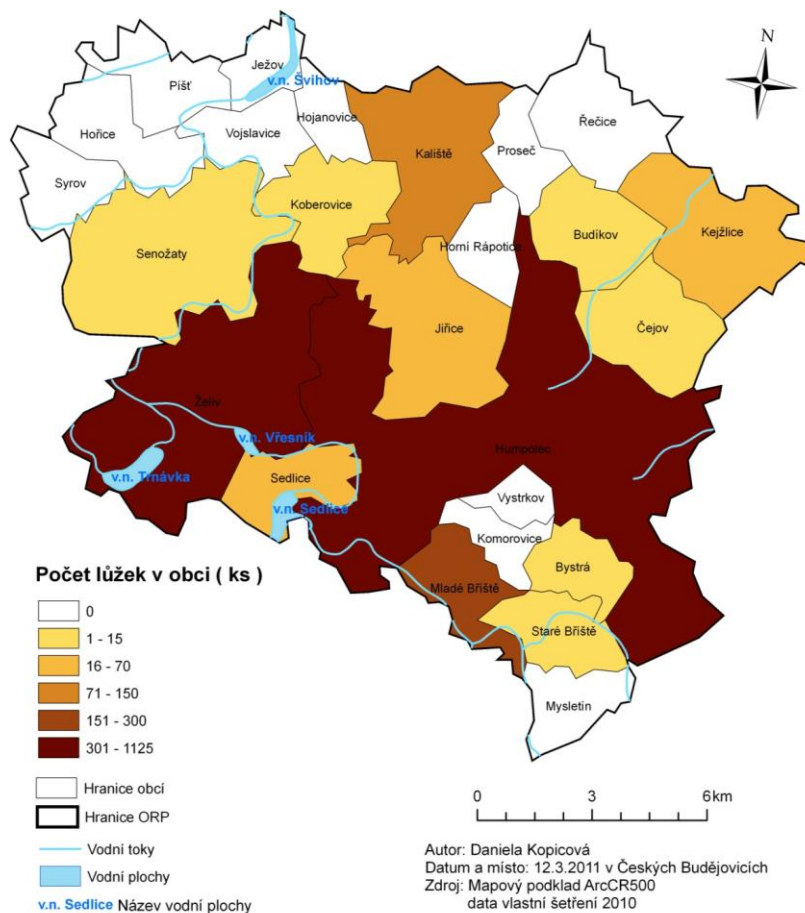 N
Ježov
Píšť
v.n. Švihov
Hořice
Vojslavice
Hojanovice
Kaliště
Proseč
Řečice
Syrov
Koberovice
Senožaty
Horní Rápotice
Budíkov
Kejžlice
Jiřice
Čejov
Želiv
v.n. Vřesník
Humpolec
v.n. Trnávka
Sedlice
v.n. Sedlice
Vystrkov
Komorovice
Bystrá
Mladé Bříště
Staré Bříště
Mysletín
Počet lůžek v obci ( ks )
0
1 - 15
16 - 70
71 - 150
151 - 300
301 - 1125
Hranice obcí
Hranice ORP
Vodní toky
Vodní plochy
v.n. Sedlice Název vodní plochy
0 3 6km
Autor: Daniela Kopicová
Datum a místo: 12.3.2011 v Českých Budějovicích
Zdroj: Mapový podklad ArcCR500
data vlastní šetření 2010